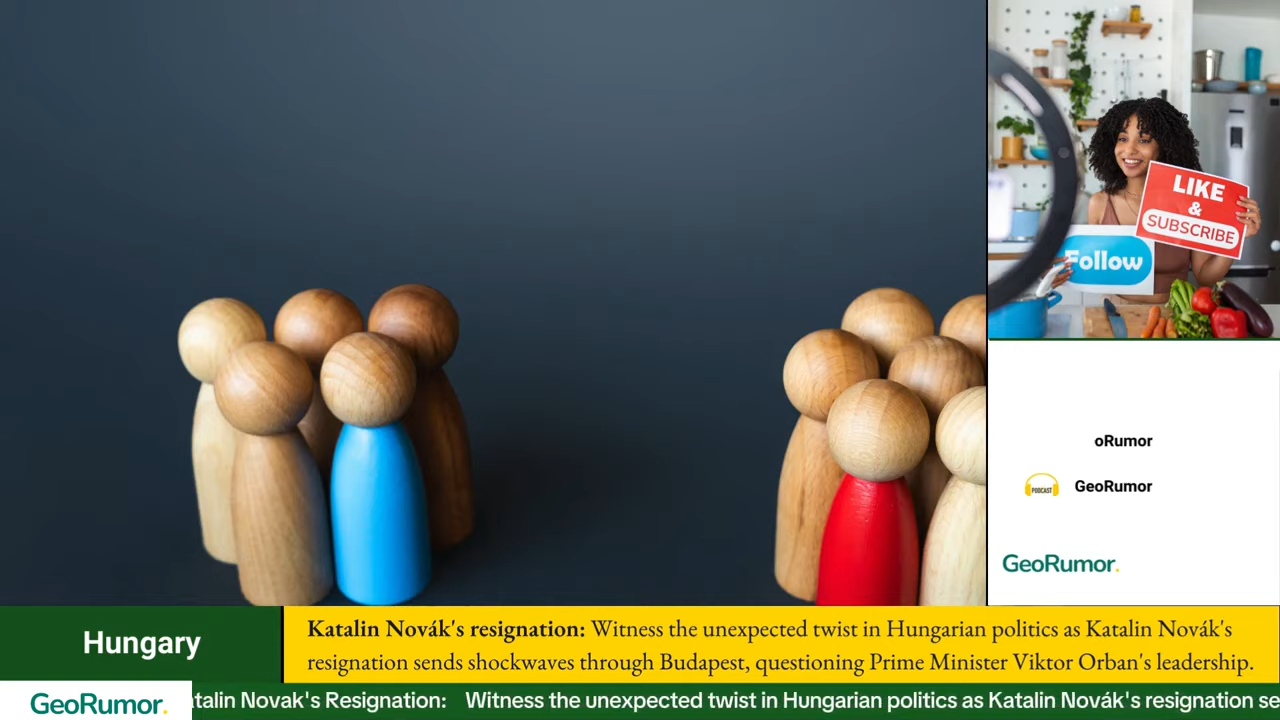 LIKE
&
SUBSCRIBE
Follow
oRumor
PODCAST
GeoRumor
GeoRumor.
Hungary
Katalin Novák's resignation: Witness the unexpected twist in Hungarian politics as Katalin Novák's
resignation sends shockwaves through Budapest, questioning Prime Minister Viktor Orban's leadership.
GeoRumor.
atalin Novak's Resignation: Witness the unexpected twist in Hungarian politics as Katalin Novák's resignation se